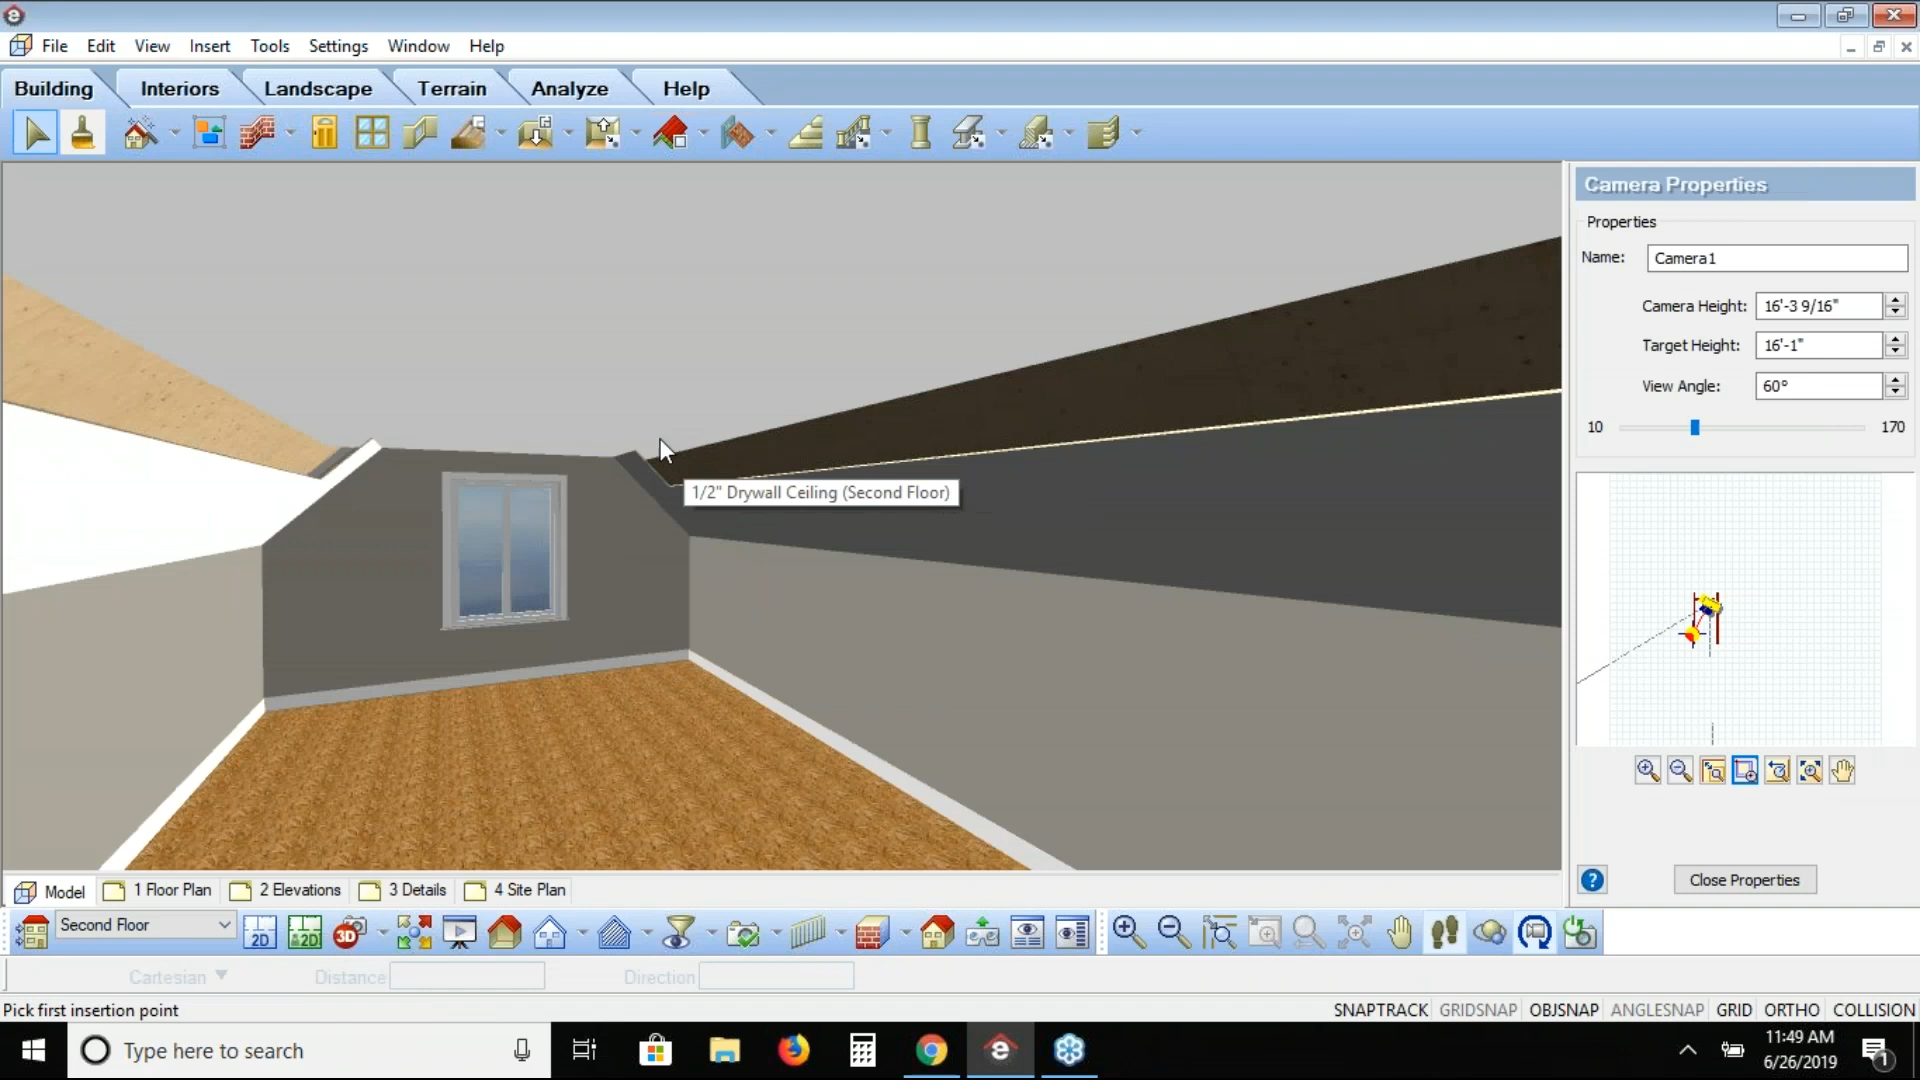 File Edit View Insert Tools Settings Window Help
Building Interiors Landscape Terrain Analyze Help
Camera Properties
Properties
Name: Camera1
Camera Height: 16'-3 9/16"
Target Height: 16'-1"
View Angle: 60°
10 170
1/2" Drywall Ceiling (Second Floor)
? Close Properties
Model 1 Floor Plan 2 Elevations 3 Details 4 Site Plan
Second Floor 2D 2D 3D
Cartesian Distance Direction
Pick first insertion point SNAPTRACK GRIDSNAP OBJSNAP ANGLESNAP GRID ORTHO COLLISION
Type here to search
11:49 AM
6/26/2019
1